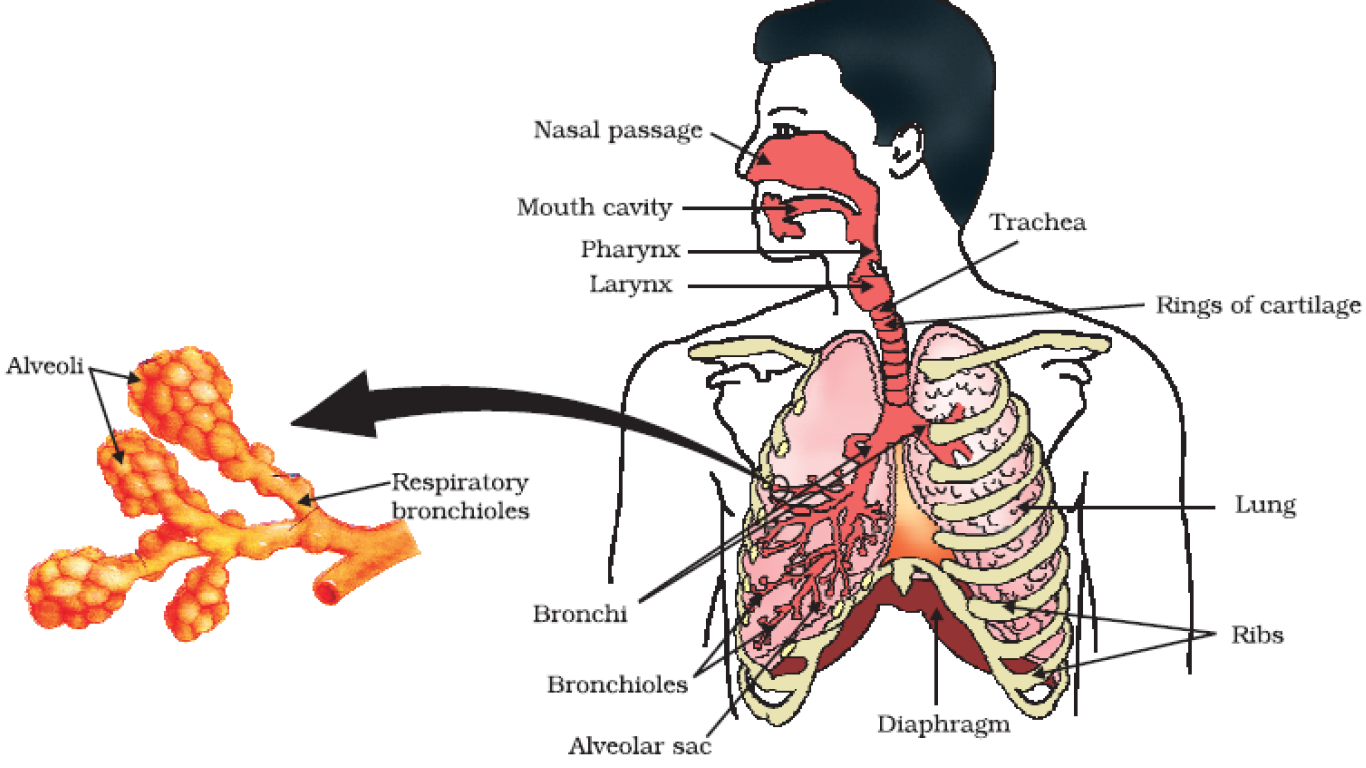 Nasal passage
Mouth cavity
Pharynx
Larynx
Trachea
Rings of cartilage
Alveoli
Respiratory
bronchioles
Lung
Bronchi
Ribs
Bronchioles
Diaphragm
Alveolar sac